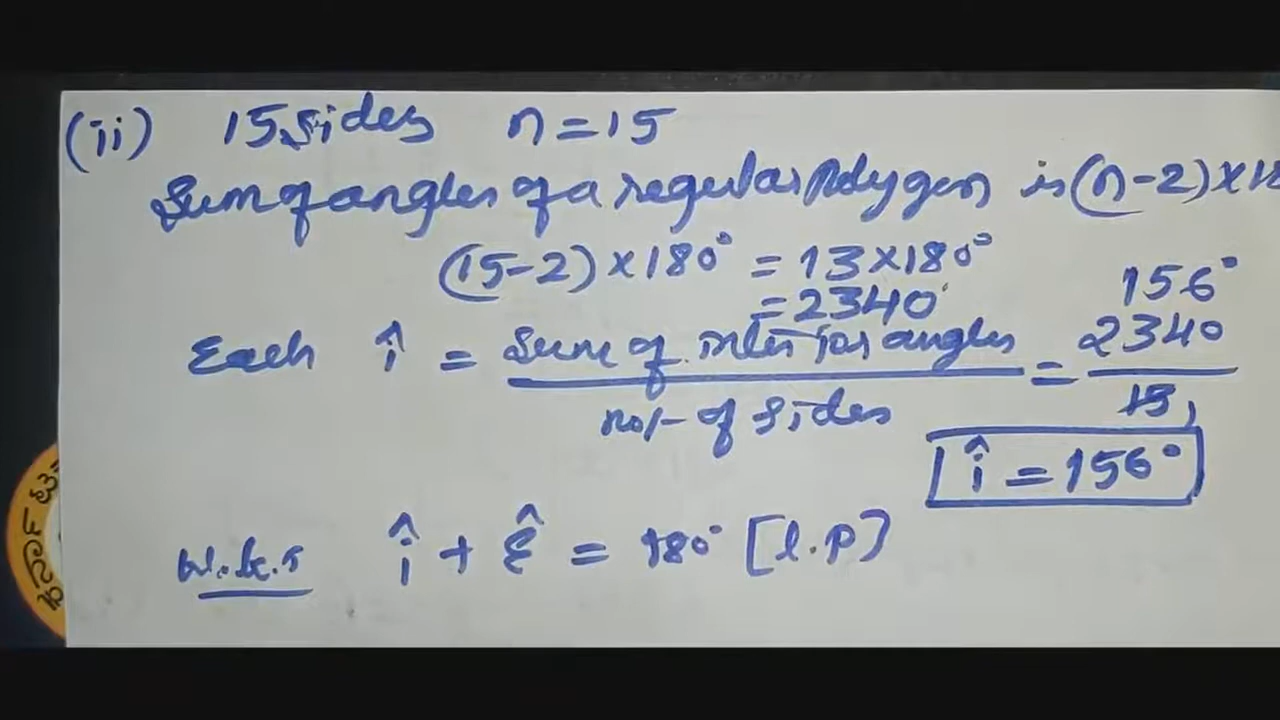 (ii) 15 sides n = 15
Sum of angles of a regular Polygon is (n-2) × 18
(15-2) × 180° = 13 × 180°
= 2340°
Each î = Sum of interior angles / no/- of sides = 2340 / 15, 156°
î = 156°
W.k.t î + ê = 180° [l.p]